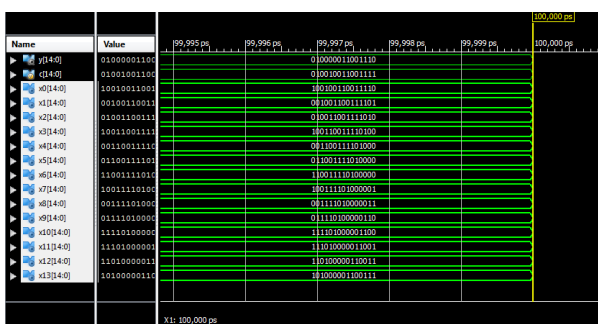 100,000 ps
Name Value 99,995 ps 99,996 ps 99,997 ps 99,998 ps 99,999 ps 100,000 ps
y[14:0] 01000001100 010000011001110
c[14:0] 01001001100 010010011001111
x0[14:0] 10010011001 100100110011110
x1[14:0] 00100110011 001001100111101
x2[14:0] 01001100111 010011001111010
x3[14:0] 10011001111 100110011110100
x4[14:0] 00110011110 001100111101000
x5[14:0] 01100111101 011001111010000
x6[14:0] 11001111010 110011110100000
x7[14:0] 10011110100 100111101000001
x8[14:0] 00111101000 001111010000011
x9[14:0] 01111010000 011110100000110
x10[14:0] 11110100000 111101000001100
x11[14:0] 11101000001 111010000011001
x12[14:0] 11010000011 110100000110011
x13[14:0] 10100000110 101000001100111
X1: 100,000 ps